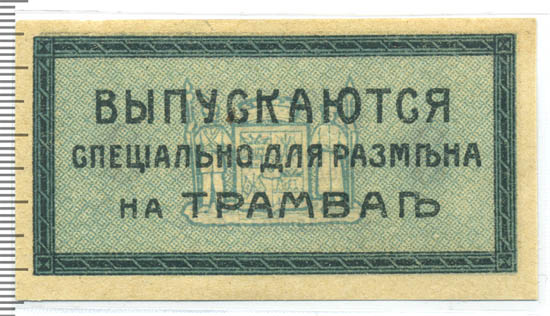 ВЫПУСКАЮТСЯ
СПЕЦІАЛЬНО ДЛЯ РАЗМѢНА
НА ТРАМВАѢ